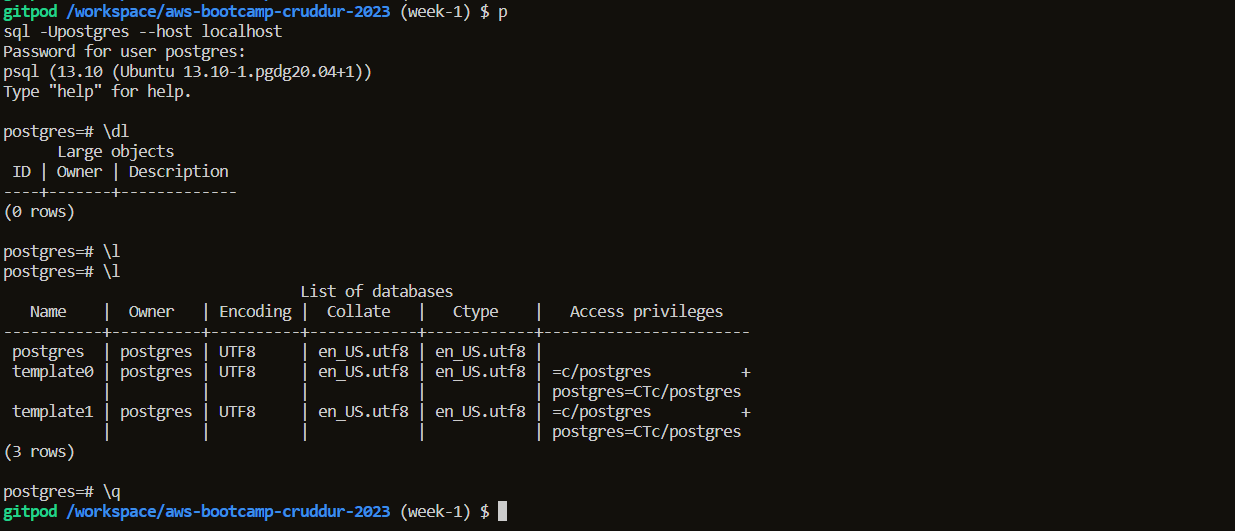 gitpod /workspace/aws-bootcamp-cruddur-2023 (week-1) $ p
sql -Upostgres --host localhost
Password for user postgres:
psql (13.10 (Ubuntu 13.10-1.pgdg20.04+1))
Type "help" for help.

postgres=# \dl
      Large objects
 ID | Owner | Description
----+-------+-------------
(0 rows)

postgres=# \l
postgres=# \l
                                 List of databases
   Name    |  Owner   | Encoding |  Collate   |   Ctype    |   Access privileges
-----------+----------+----------+------------+------------+-----------------------
 postgres  | postgres | UTF8     | en_US.utf8 | en_US.utf8 |
 template0 | postgres | UTF8     | en_US.utf8 | en_US.utf8 | =c/postgres          +
           |          |          |            |            | postgres=CTc/postgres
 template1 | postgres | UTF8     | en_US.utf8 | en_US.utf8 | =c/postgres          +
           |          |          |            |            | postgres=CTc/postgres
(3 rows)

postgres=# \q
gitpod /workspace/aws-bootcamp-cruddur-2023 (week-1) $